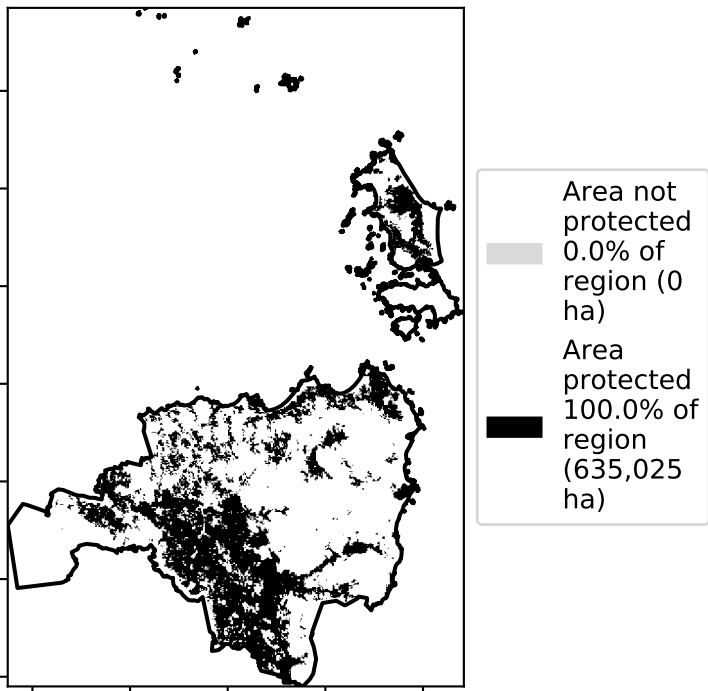 Area not
protected
0.0% of
region (0
ha)
Area
protected
100.0% of
region
(635,025
ha)